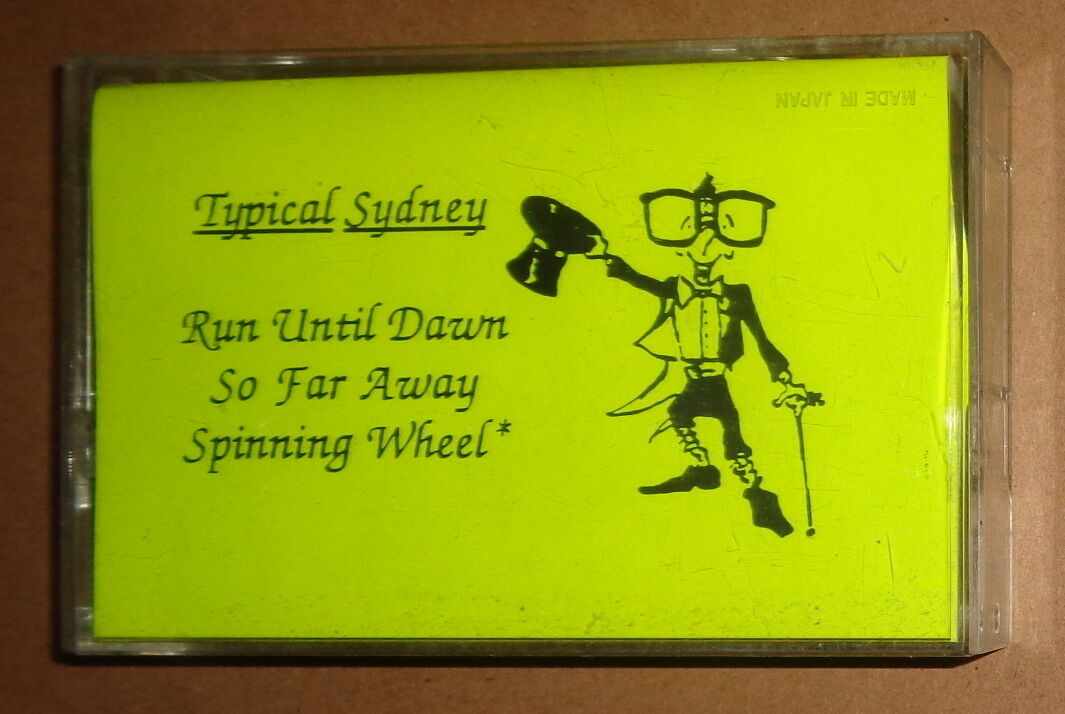 MADE IN JAPAN
Typical Sydney
Run Until Dawn
So Far Away
Spinning Wheel*